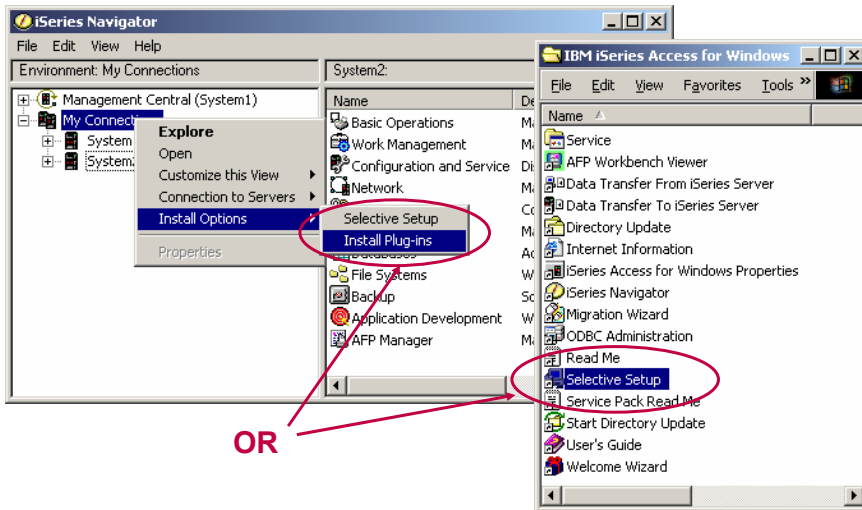 iSeries Navigator
File Edit View Help
Environment: My Connections
System2:
Management Central (System1)
My Connecti
System
System
Explore
Open
Customize this View
Connection to Servers
Install Options
Properties
Selective Setup
Install Plug-ins
Name De
Basic Operations M
Work Management M
Configuration and Service Di
Network M
File Systems W
Backup Sc
Application Development W
AFP Manager M
OR
IBM iSeries Access for Windows
File Edit View Favorites Tools »
Name
Service
AFP Workbench Viewer
Data Transfer From iSeries Server
Data Transfer To iSeries Server
Directory Update
Internet Information
iSeries Access for Windows Properties
iSeries Navigator
Migration Wizard
ODBC Administration
Read Me
Selective Setup
Service Pack Read Me
Start Directory Update
User's Guide
Welcome Wizard